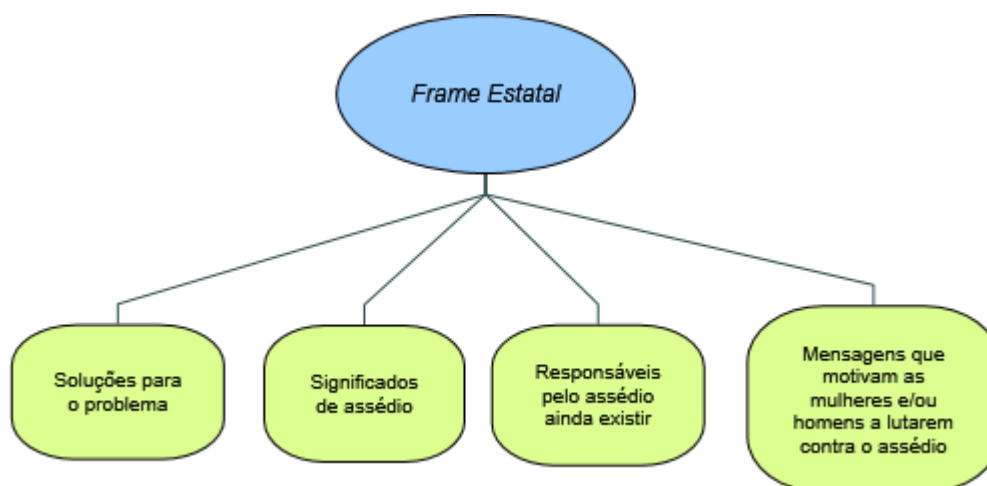 Frame Estatal
Soluções para
o problema
Significados
de assédio
Responsáveis
pelo assédio
ainda existir
Mensagens que
motivam as
mulheres e/ou
homens a lutarem
contra o assédio